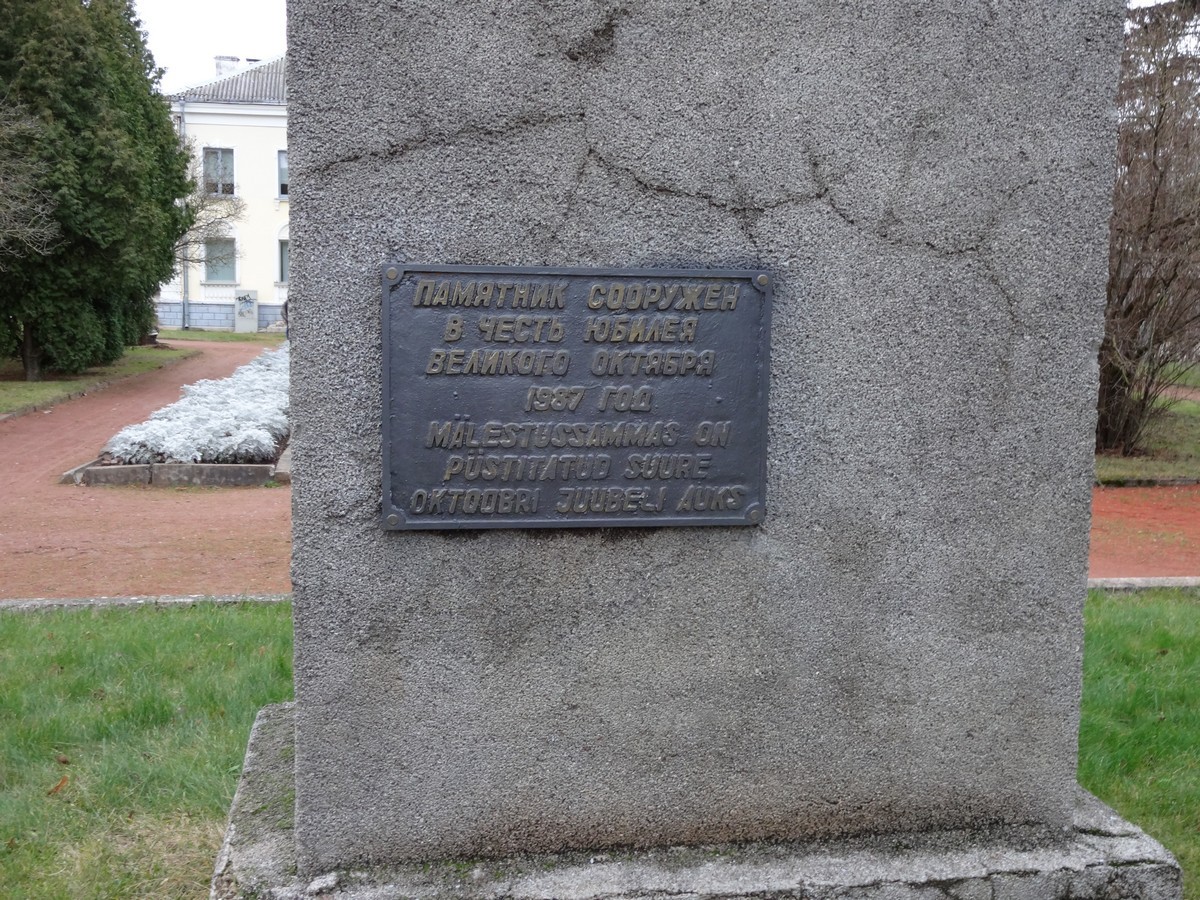 ПАМЯТНИК СООРУЖЕН
В ЧЕСТЬ ЮБИЛЕЯ
ВЕЛИКОГО ОКТЯБРЯ
1987 ГОД
MÄLESTUSSAMMAS ON
PÜSTITATUD SUURE
OKTOOBRI JUUBELI AUKS